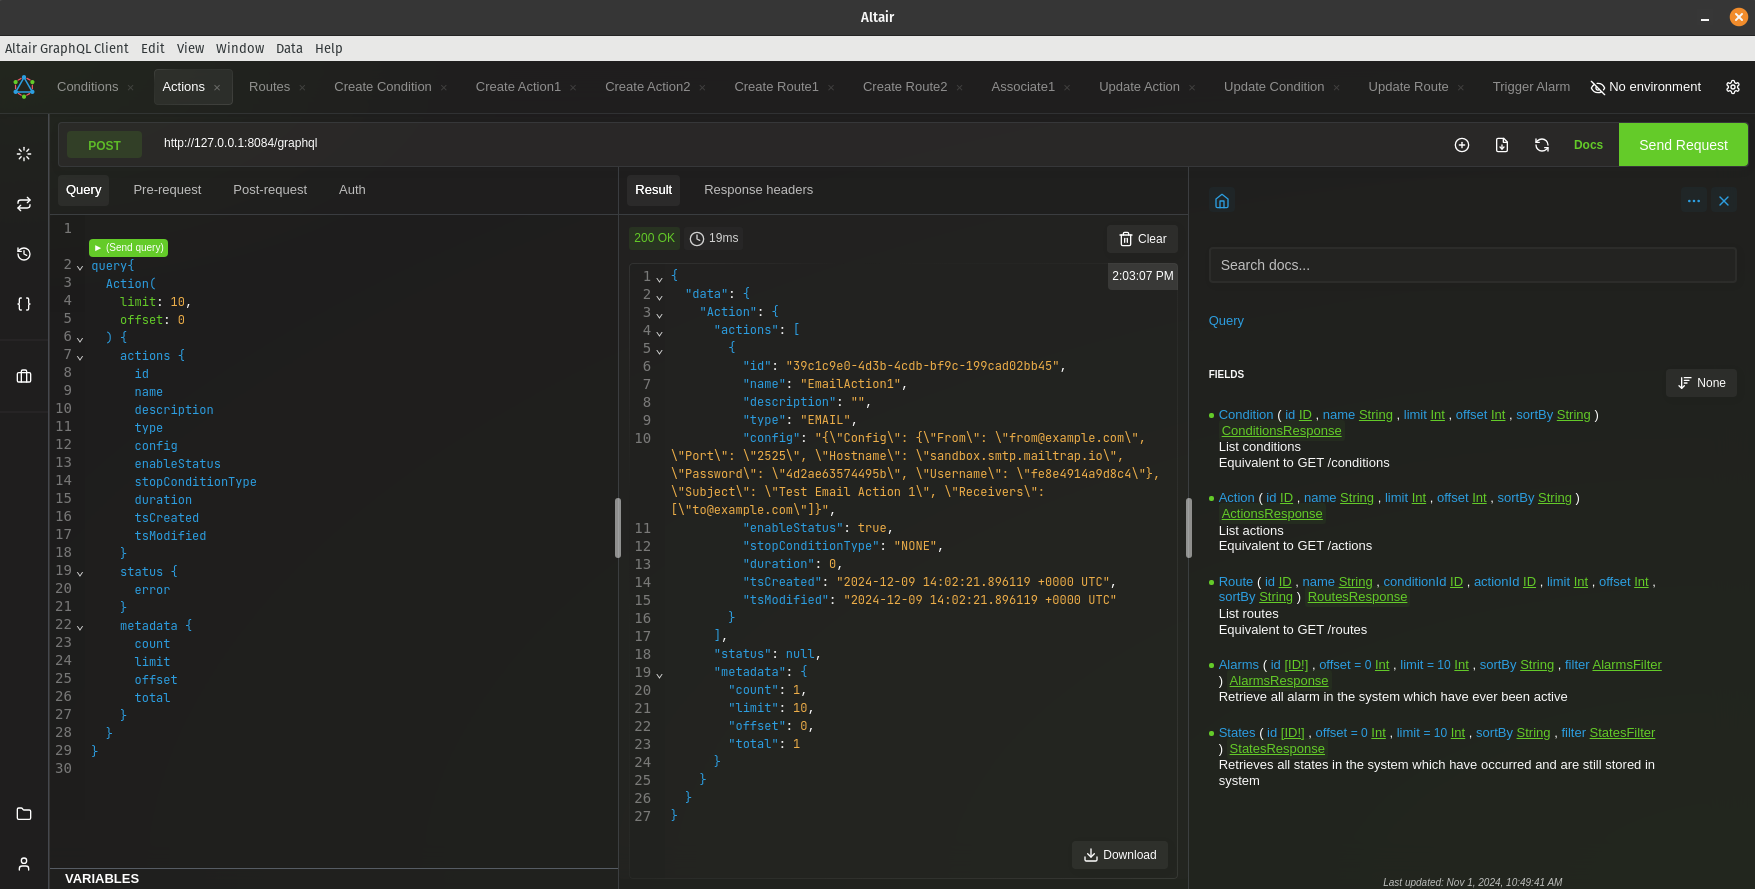 Altair
Altair GraphQL Client Edit View Window Data Help
Conditions × Actions × Routes × Create Condition × Create Action1 × Create Action2 × Create Route1 × Create Route2 × Associate1 × Update Action × Update Condition × Update Route × Trigger Alarm No environment
POST http://127.0.0.1:8084/graphql Docs Send Request
Query Pre-request Post-request Auth
1
► (Send query)
2 query{
3 Action(
4 limit: 10,
5 offset: 0
6 ) {
7 actions {
8 id
9 name
10 description
11 type
12 config
13 enableStatus
14 stopConditionType
15 duration
16 tsCreated
17 tsModified
18 }
19 status {
20 error
21 }
22 metadata {
23 count
24 limit
25 offset
26 total
27 }
28 }
29 }
30
VARIABLES
Result Response headers
200 OK 19ms Clear
2:03:07 PM
1 {
2 "data": {
3 "Action": {
4 "actions": [
5 {
6 "id": "39c1c9e0-4d3b-4cdb-bf9c-199cad02bb45",
7 "name": "EmailAction1",
8 "description": "",
9 "type": "EMAIL",
10 "config": "{\"Config\": {\"From\": \"from@example.com\",
\"Port\": \"2525\", \"Hostname\": \"sandbox.smtp.mailtrap.io\",
\"Password\": \"4d2ae63574495b\", \"Username\": \"fe8e4914a9d8c4\"},
\"Subject\": \"Test Email Action 1\", \"Receivers\":
[\"to@example.com\"]}",
11 "enableStatus": true,
12 "stopConditionType": "NONE",
13 "duration": 0,
14 "tsCreated": "2024-12-09 14:02:21.896119 +0000 UTC",
15 "tsModified": "2024-12-09 14:02:21.896119 +0000 UTC"
16 }
17 ],
18 "status": null,
19 "metadata": {
20 "count": 1,
21 "limit": 10,
22 "offset": 0,
23 "total": 1
24 }
25 }
26 }
27 }
Download
Search docs...
Query
FIELDS
None
Condition ( id ID , name String , limit Int , offset Int , sortBy String )
ConditionsResponse
List conditions
Equivalent to GET /conditions
Action ( id ID , name String , limit Int , offset Int , sortBy String )
ActionsResponse
List actions
Equivalent to GET /actions
Route ( id ID , name String , conditionId ID , actionId ID , limit Int , offset Int ,
sortBy String ) RoutesResponse
List routes
Equivalent to GET /routes
Alarms ( id [ID!] , offset = 0 Int , limit = 10 Int , sortBy String , filter AlarmsFilter
) AlarmsResponse
Retrieve all alarm in the system which have ever been active
States ( id [ID!] , offset = 0 Int , limit = 10 Int , sortBy String , filter StatesFilter
) StatesResponse
Retrieves all states in the system which have occurred and are still stored in
system
Last updated: Nov 1, 2024, 10:49:41 AM